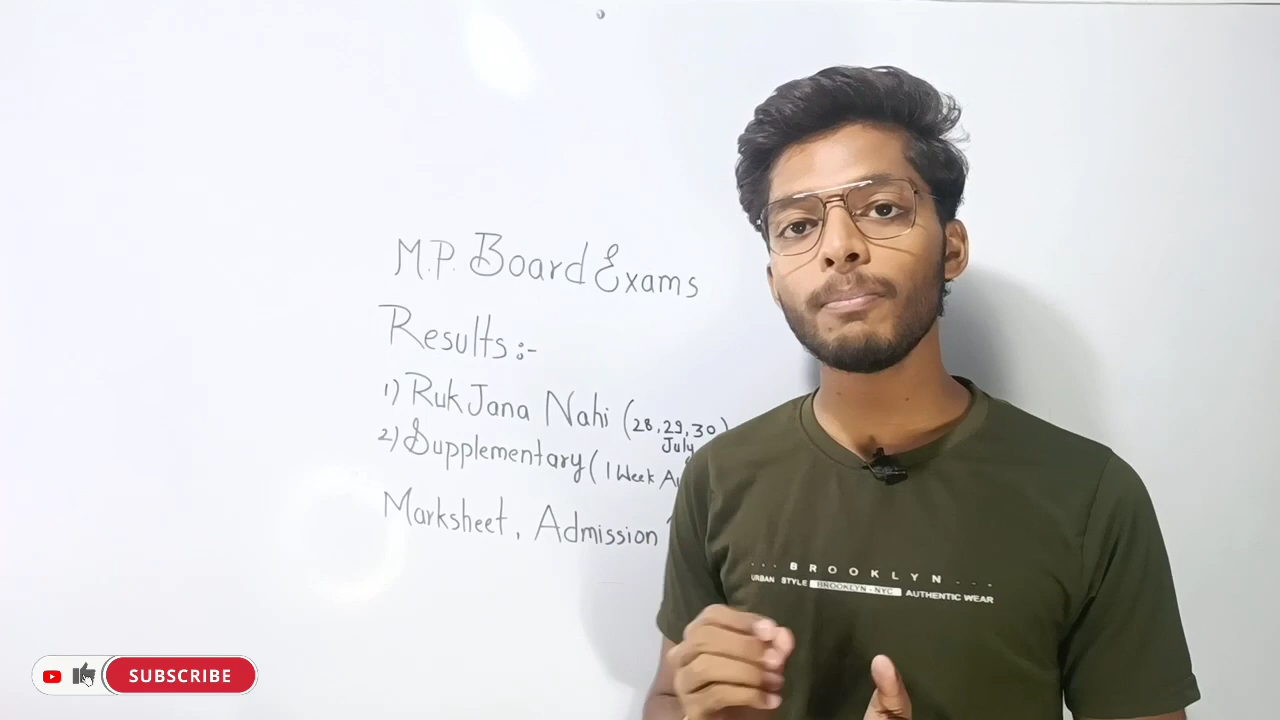 M.P. Board Exams
Results :-
1) Ruk Jana Nahi (28, 29, 30)
July
2) Supplementary (1 Week
Marksheet, Admission
... BROOKLYN ...
URBAN STYLE BROOKLYN - NYC AUTHENTIC WEAR
SUBSCRIBE